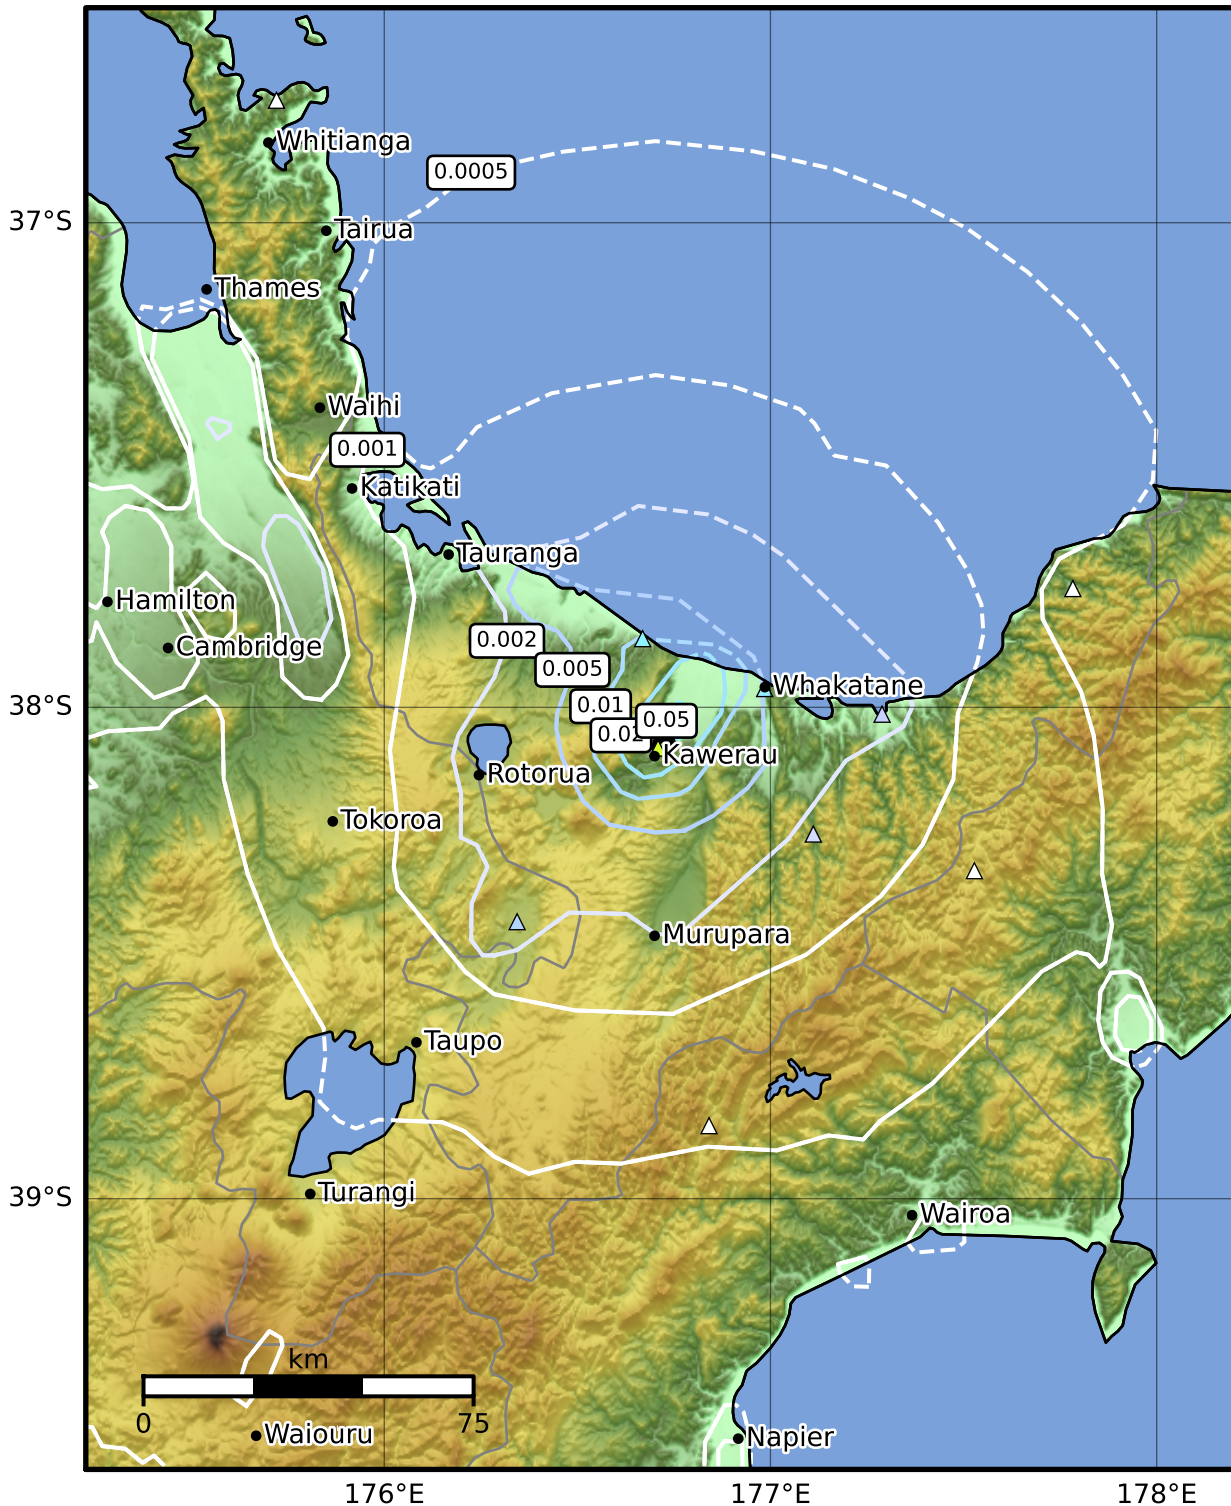 Whitianga
0.0005
37°S
Tairua
Thames
Waihi
0.001
Katikati
Tauranga
Hamilton
Cambridge
0.002
0.005
Whakatane
38°S
0.01
0.05
0.02
Kawerau
Rotorua
Tokoroa
Murupara
Taupo
39°S
Turangi
Wairoa
km
0
75
Waiouru
Napier
176°E
177°E
178°E